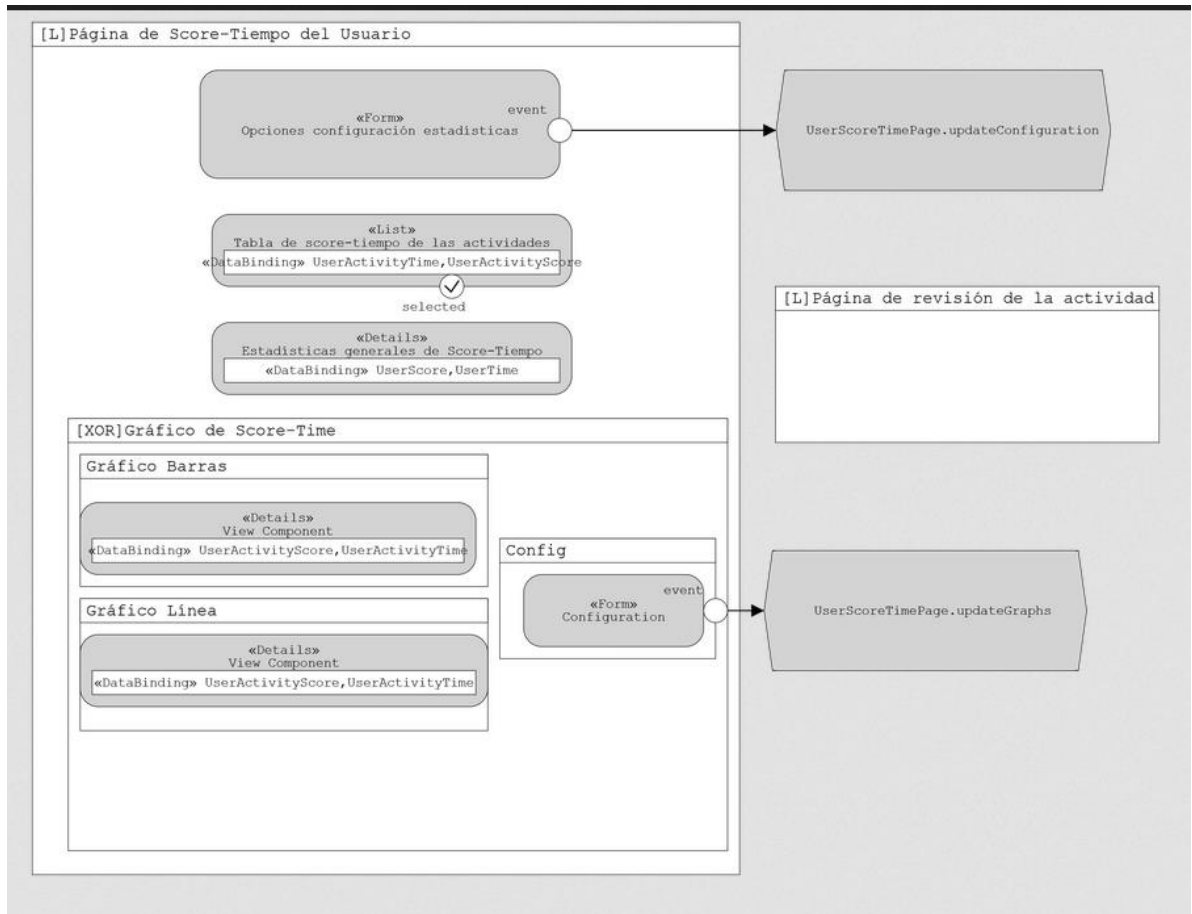 [L]Página de Score-Tiempo del Usuario
event
«Form»
Opciones configuración estadísticas
UserScoreTimePage.updateConfiguration
«List»
Tabla de score-tiempo de las actividades
«DataBinding» UserActivityTime,UserActivityScore
selected
[L]Página de revisión de la actividad
«Details»
Estadísticas generales de Score-Tiempo
«DataBinding» UserScore,UserTime
[XOR]Gráfico de Score-Time
Gráfico Barras
«Details»
View Component
«DataBinding» UserActivityScore,UserActivityTime
Config
event
«Form»
Configuration
UserScoreTimePage.updateGraphs
Gráfico Línea
«Details»
View Component
«DataBinding» UserActivityScore,UserActivityTime